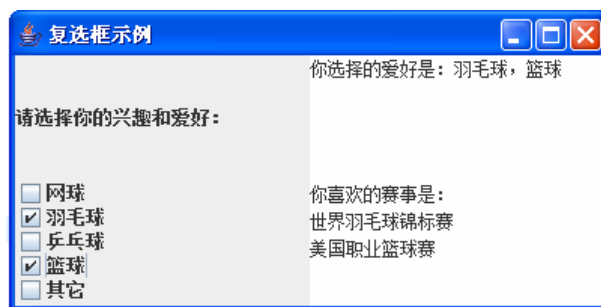 复选框示例
请选择你的兴趣和爱好：
网球
羽毛球
乒乓球
篮球
其它
你选择的爱好是：羽毛球，篮球
你喜欢的赛事是：
世界羽毛球锦标赛
美国职业篮球赛